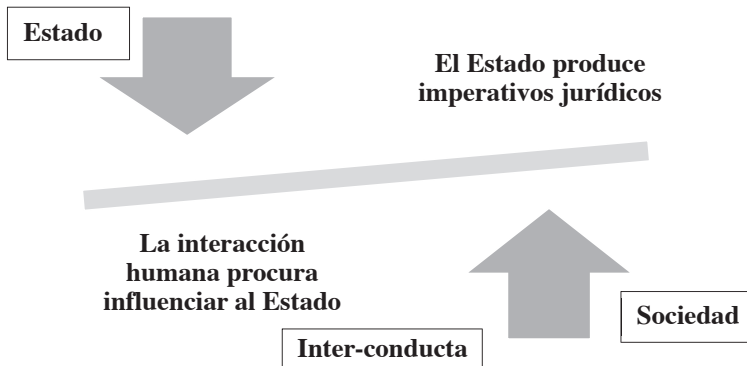 Estado
El Estado produce
imperativos jurídicos
La interacción
humana procura
influenciar al Estado
Sociedad
Inter-conducta